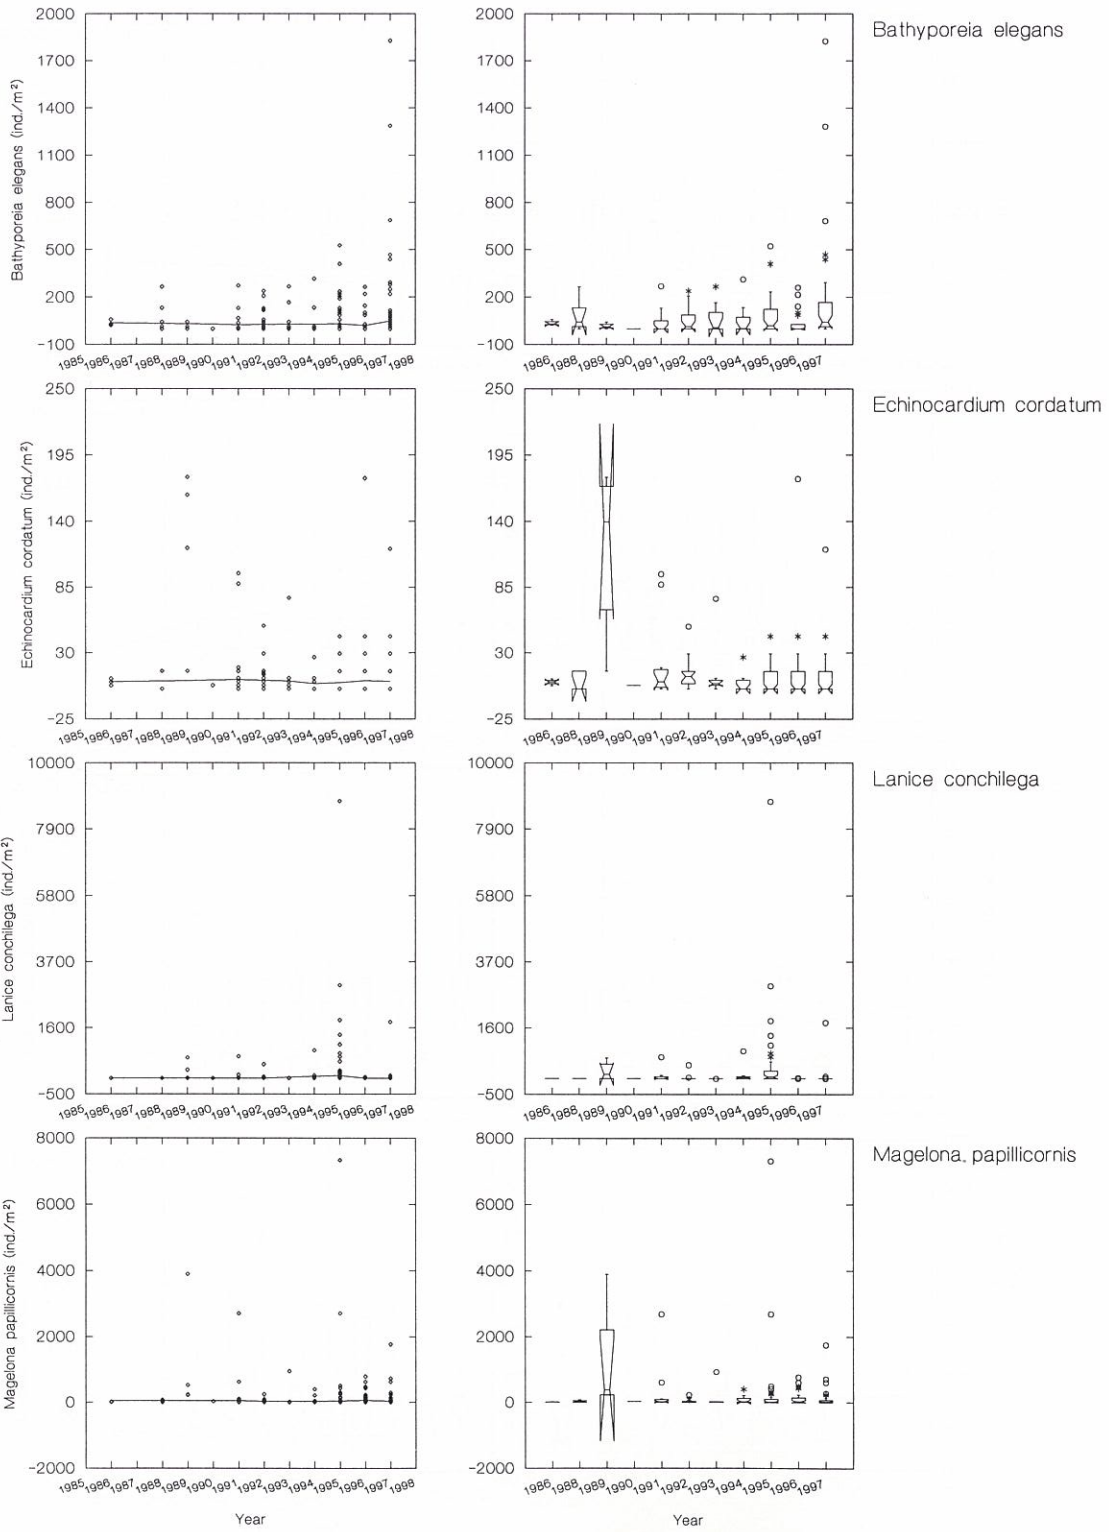 Bathyporeia elegans
Bathyporeia elegans (ind./m²)
2000
1700
1400
1100
800
500
200
-100
1985 1986 1987 1988 1989 1990 1991 1992 1993 1994 1995 1996 1997 1998
2000
1700
1400
1100
800
500
200
-100
1986 1988 1989 1990 1991 1992 1993 1994 1995 1996 1997
Echinocardium cordatum
Echinocardium cordatum (ind./m²)
250
195
140
85
30
-25
1985 1986 1987 1988 1989 1990 1991 1992 1993 1994 1995 1996 1997 1998
250
195
140
85
30
-25
1986 1988 1989 1990 1991 1992 1993 1994 1995 1996 1997
Lanice conchilega
Lanice conchilega (ind./m²)
10000
7900
5800
3700
1600
-500
1985 1986 1987 1988 1989 1990 1991 1992 1993 1994 1995 1996 1997 1998
10000
7900
5800
3700
1600
-500
1986 1988 1989 1990 1991 1992 1993 1994 1995 1996 1997
Magelona papillicornis
Magelona papillicornis (ind./m²)
8000
6000
4000
2000
0
-2000
1985 1986 1987 1988 1989 1990 1991 1992 1993 1994 1995 1996 1997 1998
Year
8000
6000
4000
2000
0
-2000
1986 1988 1989 1990 1991 1992 1993 1994 1995 1996 1997
Year